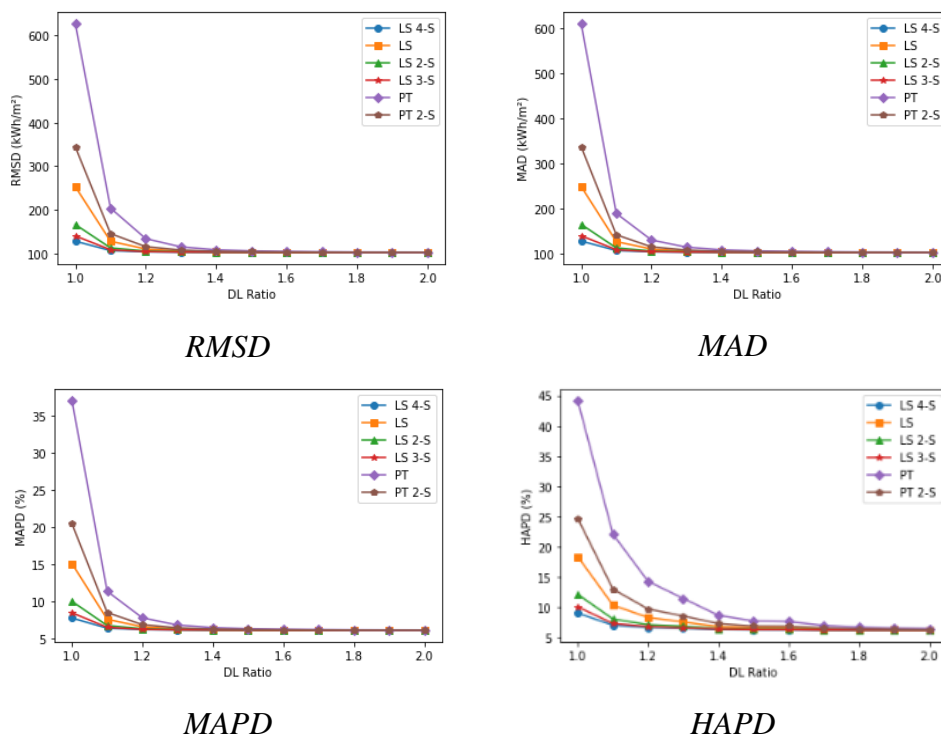 600
500
400
300
200
100
RMSD (kWh/m²)
1.0 1.2 1.4 1.6 1.8 2.0
DL Ratio
LS 4-S
LS
LS 2-S
LS 3-S
PT
PT 2-S
RMSD
600
500
400
300
200
100
MAD (kWh/m²)
1.0 1.2 1.4 1.6 1.8 2.0
DL Ratio
LS 4-S
LS
LS 2-S
LS 3-S
PT
PT 2-S
MAD
35
30
25
20
15
10
5
MAPD (%)
1.0 1.2 1.4 1.6 1.8 2.0
DL Ratio
LS 4-S
LS
LS 2-S
LS 3-S
PT
PT 2-S
MAPD
45
40
35
30
25
20
15
10
5
HAPD (%)
1.0 1.2 1.4 1.6 1.8 2.0
DL Ratio
LS 4-S
LS
LS 2-S
LS 3-S
PT
PT 2-S
HAPD